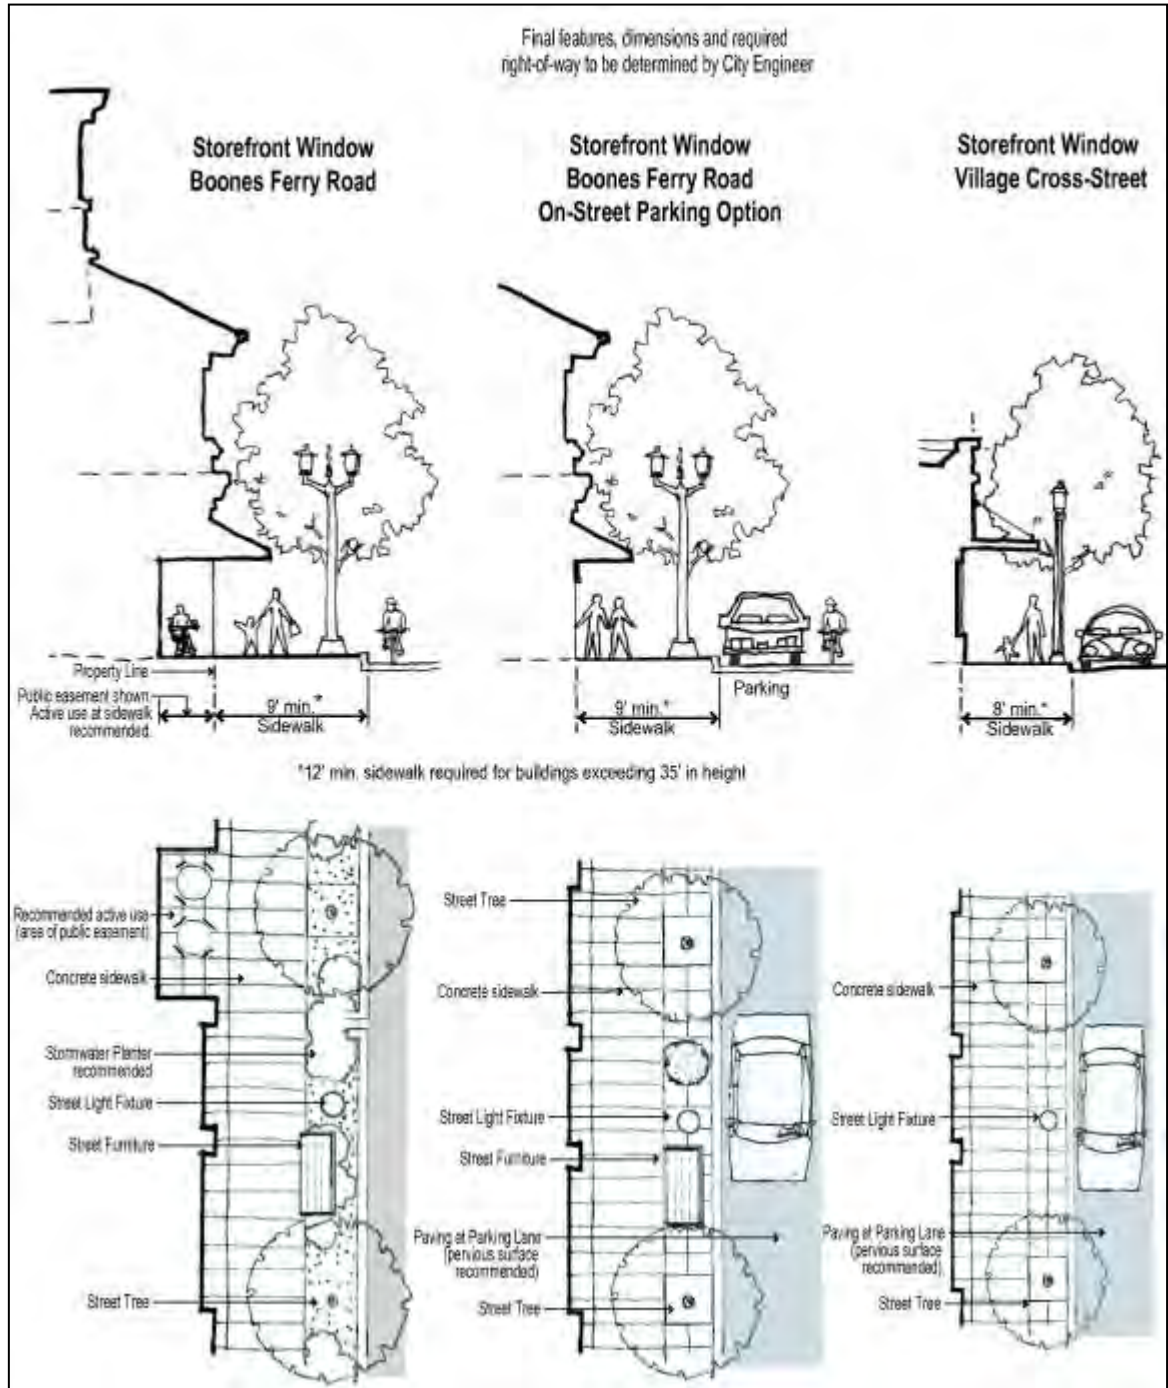 Final features, dimensions and required
right-of-way to be determined by City Engineer
Storefront Window
Boones Ferry Road
Storefront Window
Boones Ferry Road
On-Street Parking Option
Storefront Window
Village Cross-Street
Property Line
Public easement shown
Active use at sidewalk
recommended.
9' min.*
Sidewalk
9' min.*
Sidewalk
Parking
8' min.*
Sidewalk
*12' min. sidewalk required for buildings exceeding 35' in height
Recommended active use
(area of public easement)
Concrete sidewalk
Stormwater Planter
recommended
Street Light Fixture
Street Furniture
Street Tree
Street Tree
Concrete sidewalk
Street Light Fixture
Street Furniture
Paving at Parking Lane
(pervious surface
recommended)
Street Tree
Concrete sidewalk
Street Light Fixture
Paving at Parking Lane
(pervious surface
recommended)
Street Tree